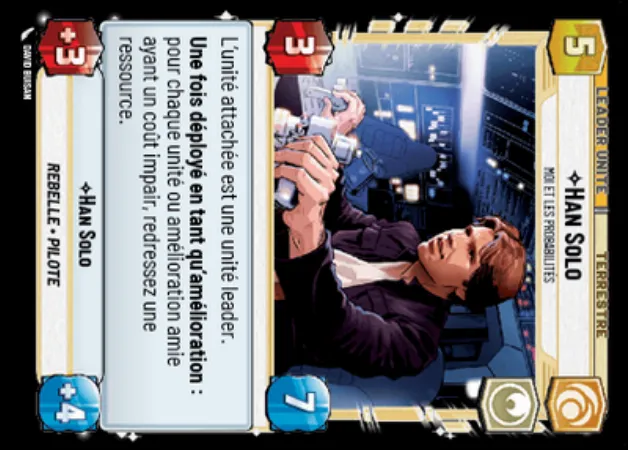 5
LEADER UNITÉ
TERRESTRE
HAN SOLO
MOI ET LES PROBABILITÉS
3
7
L'unité attachée est une unité leader.
Une fois déployé en tant qu'amélioration :
pour chaque unité ou amélioration amie
ayant un coût impair, redressez une
ressource.
+3
HAN SOLO
REBELLE • PILOTE
+4
DAVID BUISÁN